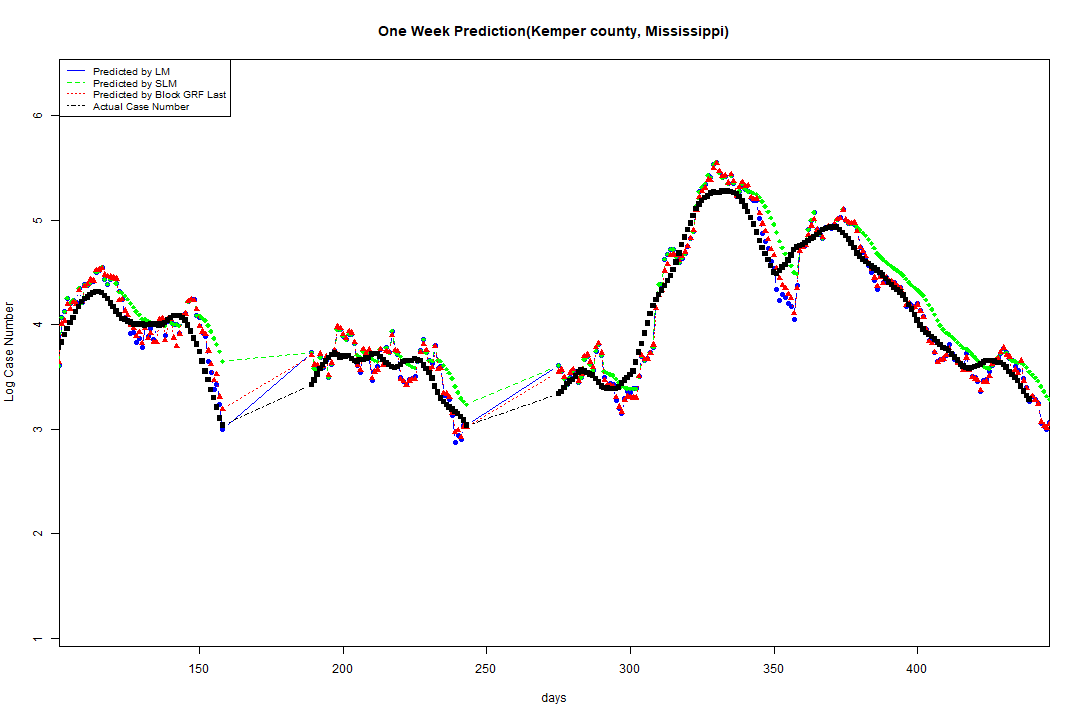 One Week Prediction(Kemper county, Mississippi)
Predicted by LM
Predicted by SLM
Predicted by Block GRF Last
Actual Case Number
Log Case Number
6
5
4
3
2
1
150 200 250 300 350 400
days